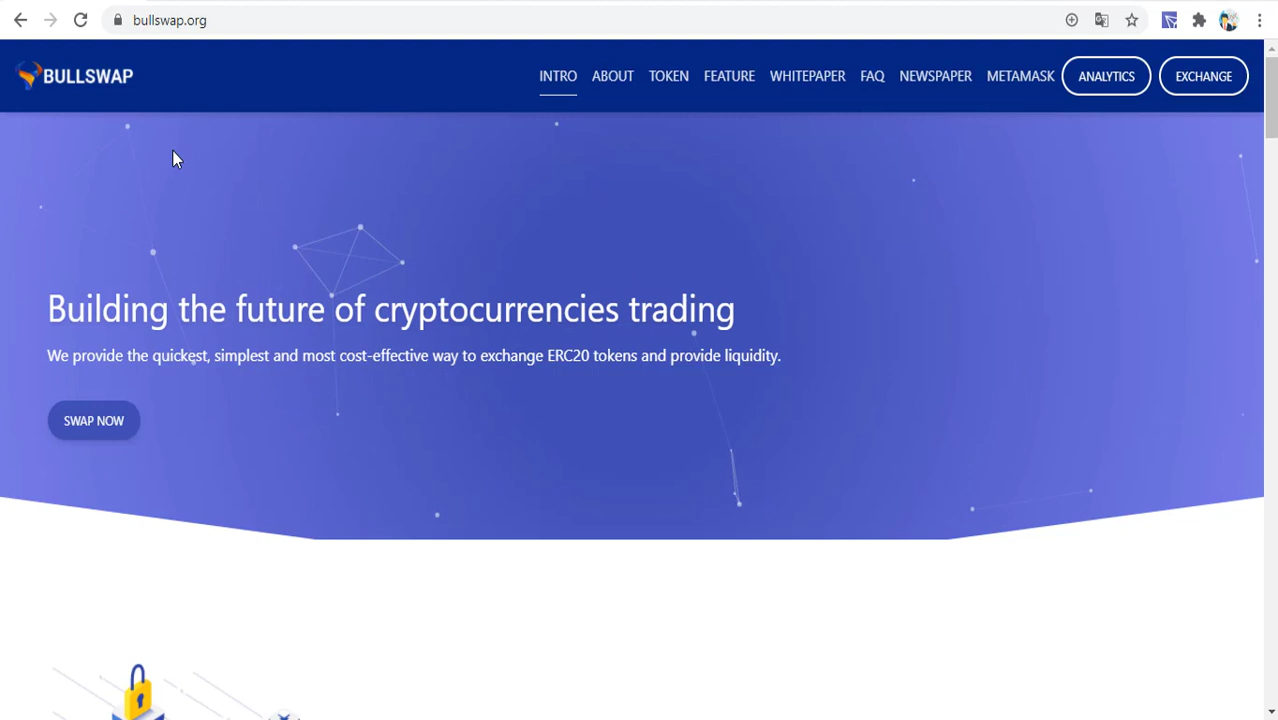 bullswap.org
BULLSWAP
INTRO ABOUT TOKEN FEATURE WHITEPAPER FAQ NEWSPAPER METAMASK ANALYTICS EXCHANGE
Building the future of cryptocurrencies trading
We provide the quickest, simplest and most cost-effective way to exchange ERC20 tokens and provide liquidity.
SWAP NOW